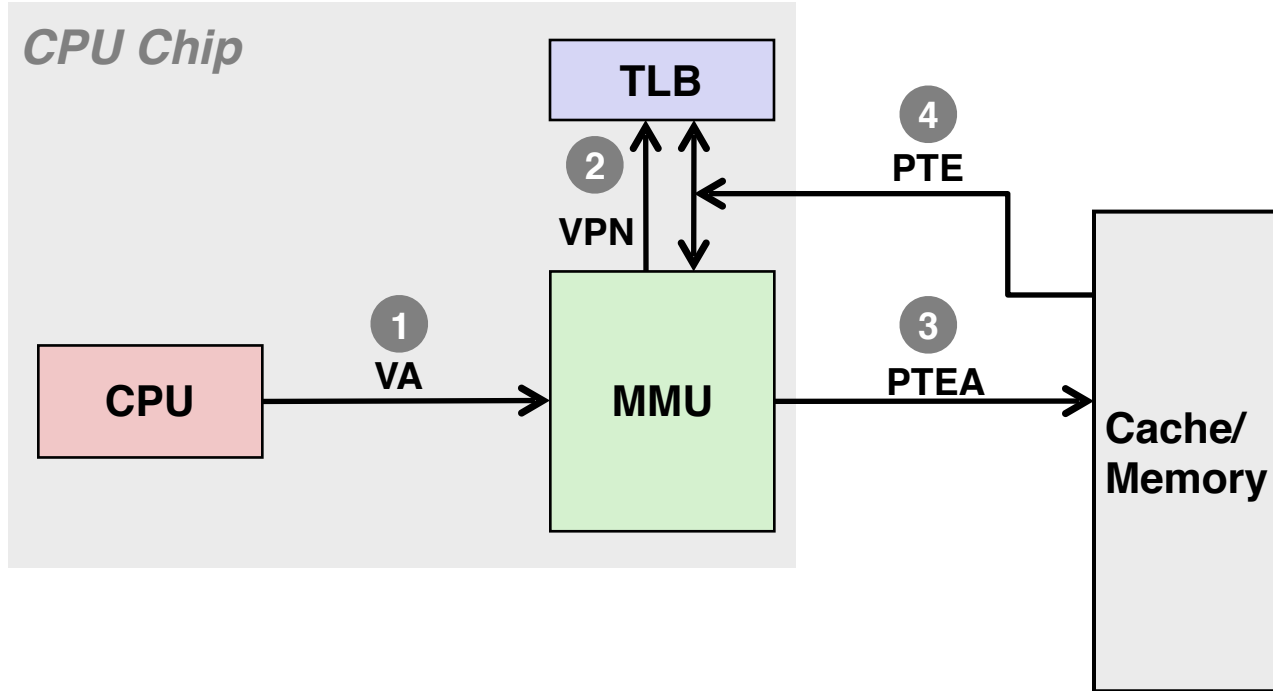 CPU Chip
TLB
4
PTE
2
VPN
1
VA
3
PTEA
CPU
MMU
Cache/
Memory